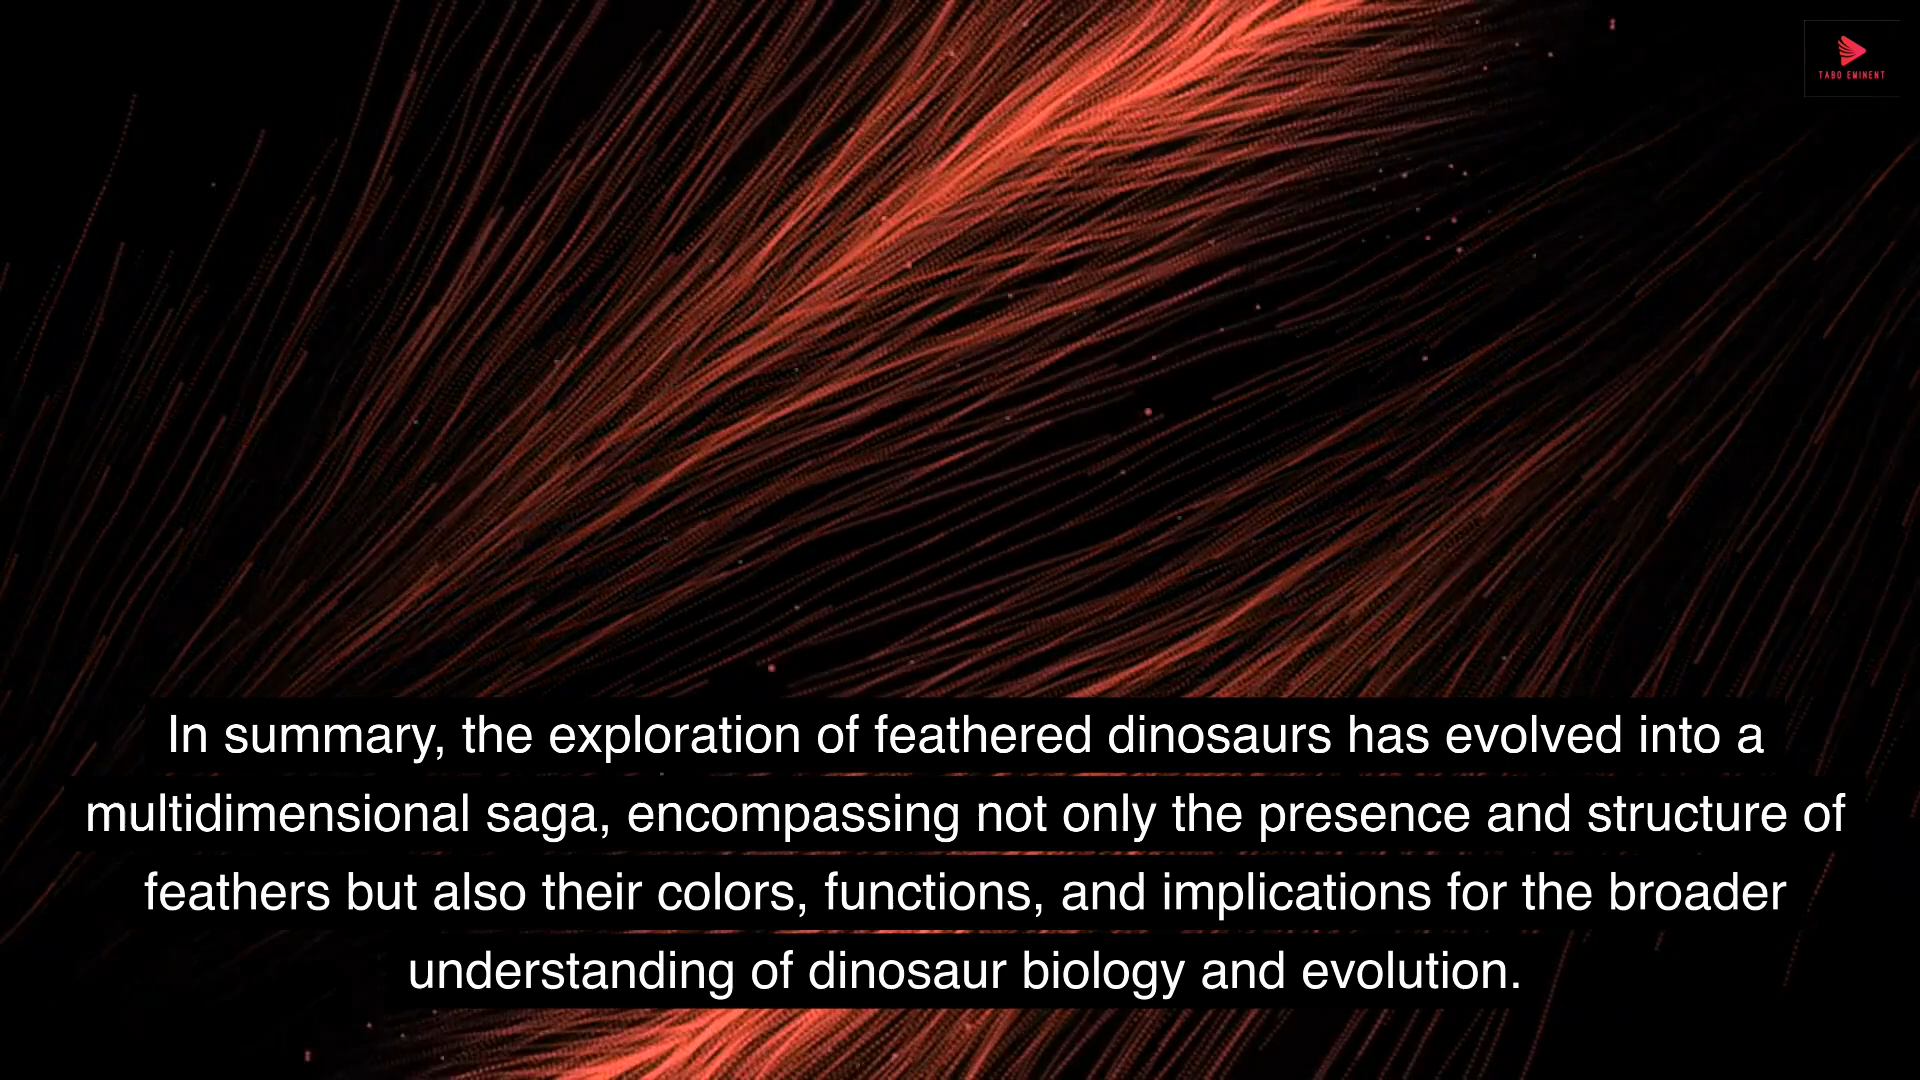 TABO EMINENT
In summary, the exploration of feathered dinosaurs has evolved into a
multidimensional saga, encompassing not only the presence and structure of
feathers but also their colors, functions, and implications for the broader
understanding of dinosaur biology and evolution.